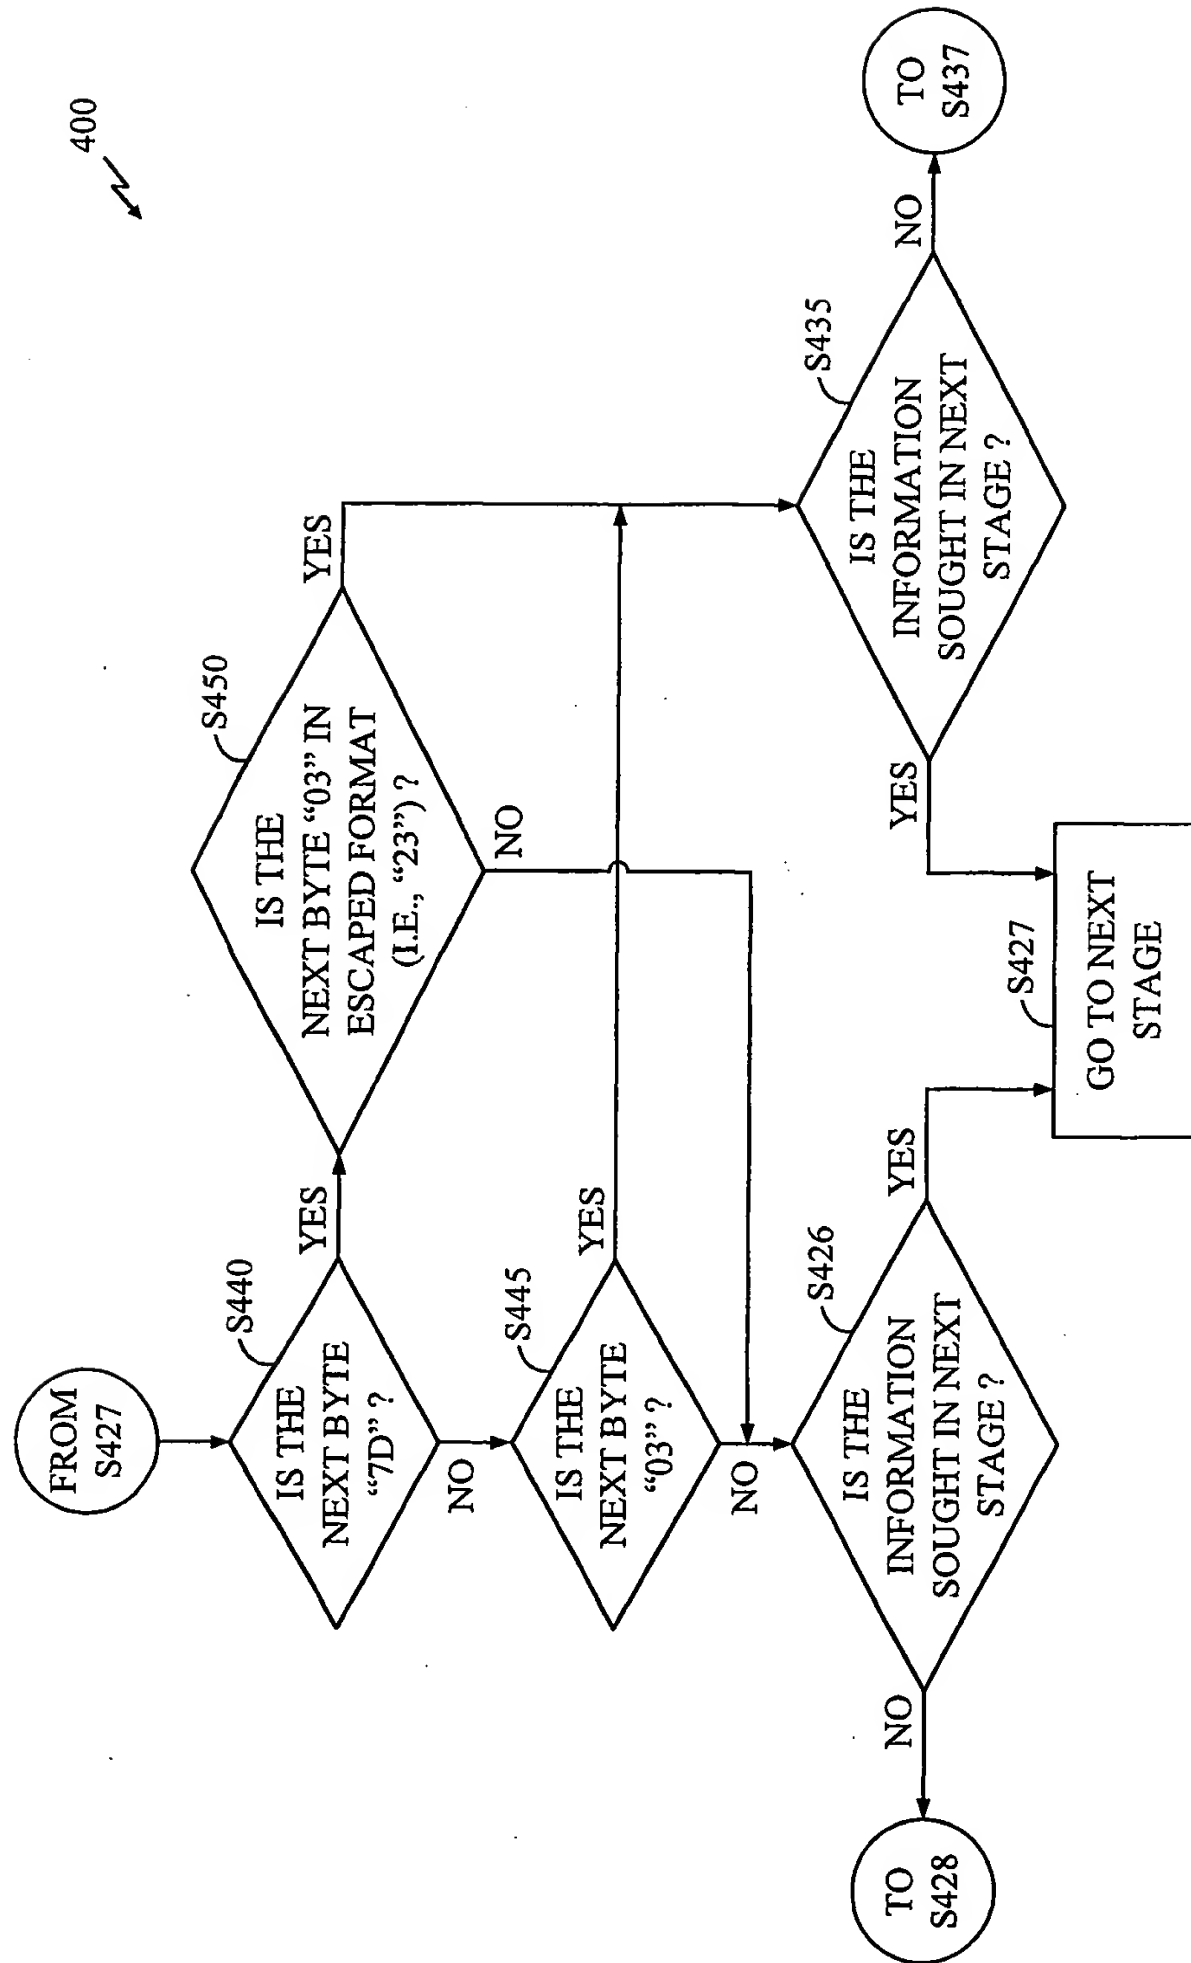 400
FROM
S427
S440
IS THE
NEXT BYTE
“7D” ?
YES
NO
S450
IS THE
NEXT BYTE “03” IN
ESCAPED FORMAT
(I.E., “23”) ?
YES
NO
S445
IS THE
NEXT BYTE
“03” ?
YES
NO
S426
IS THE
INFORMATION
SOUGHT IN NEXT
STAGE ?
NO
YES
TO
S428
S435
IS THE
INFORMATION
SOUGHT IN NEXT
STAGE ?
YES
NO
TO
S437
S427
GO TO NEXT
STAGE